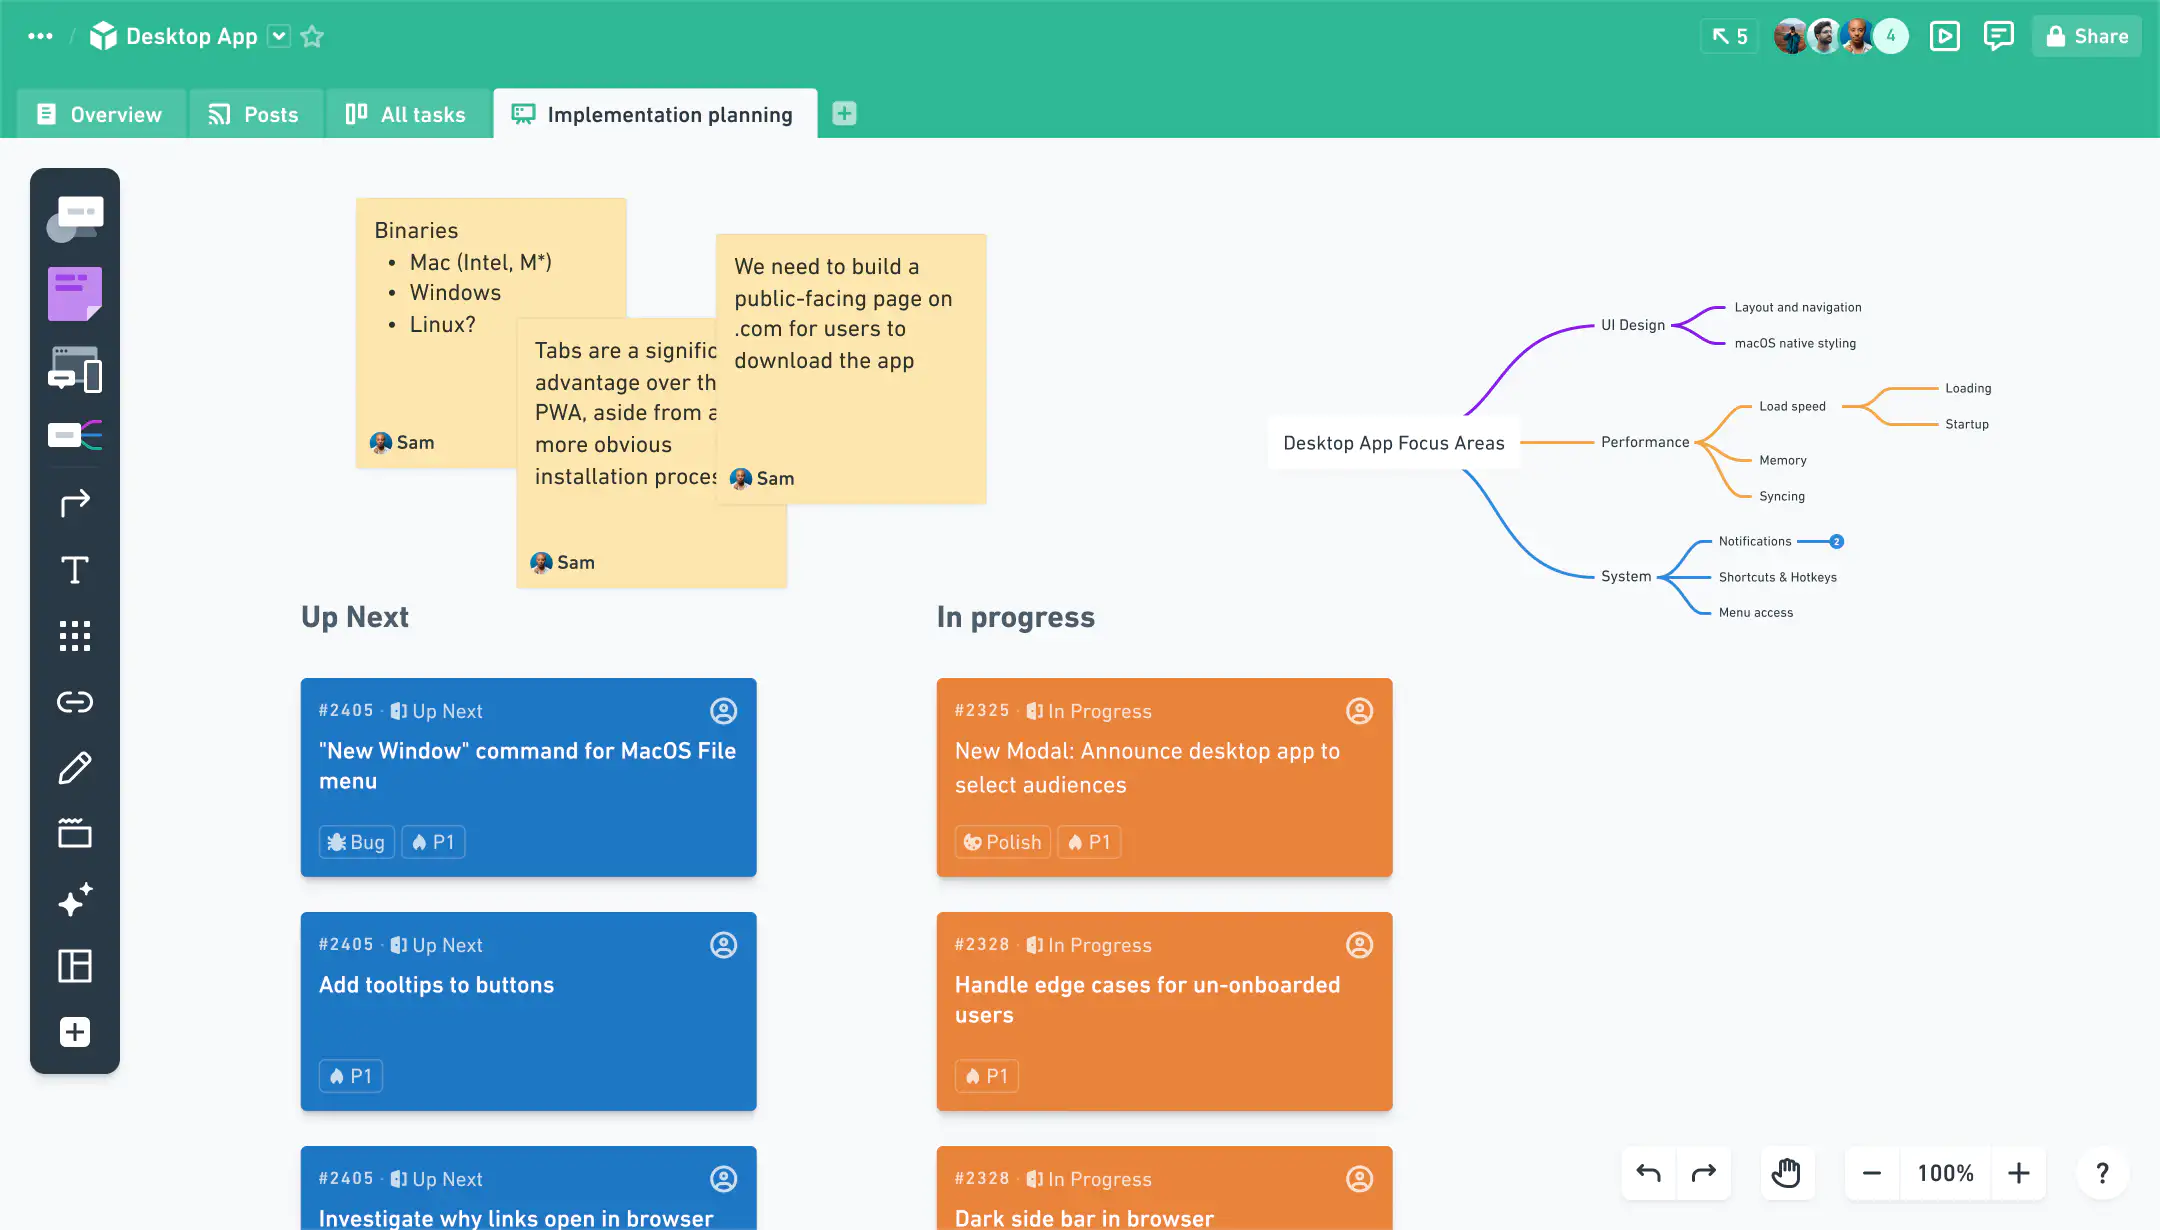 Desktop App
5
4
Share
Overview
Posts
All tasks
Implementation planning
Binaries
• Mac (Intel, M*)
• Windows
• Linux?
Sam
Tabs are a signific
advantage over th
PWA, aside from a
more obvious
installation proces
Sam
We need to build a
public-facing page on
.com for users to
download the app
Sam
Desktop App Focus Areas
UI Design
Layout and navigation
macOS native styling
Performance
Load speed
Loading
Startup
Memory
Syncing
System
Notifications
2
Shortcuts & Hotkeys
Menu access
Up Next
#2405 · Up Next
"New Window" command for MacOS File
menu
Bug
P1
#2405 · Up Next
Add tooltips to buttons
P1
#2405 · Up Next
Investigate why links open in browser
In progress
#2325 · In Progress
New Modal: Announce desktop app to
select audiences
Polish
P1
#2328 · In Progress
Handle edge cases for un-onboarded
users
P1
#2328 · In Progress
Dark side bar in browser
100%
?